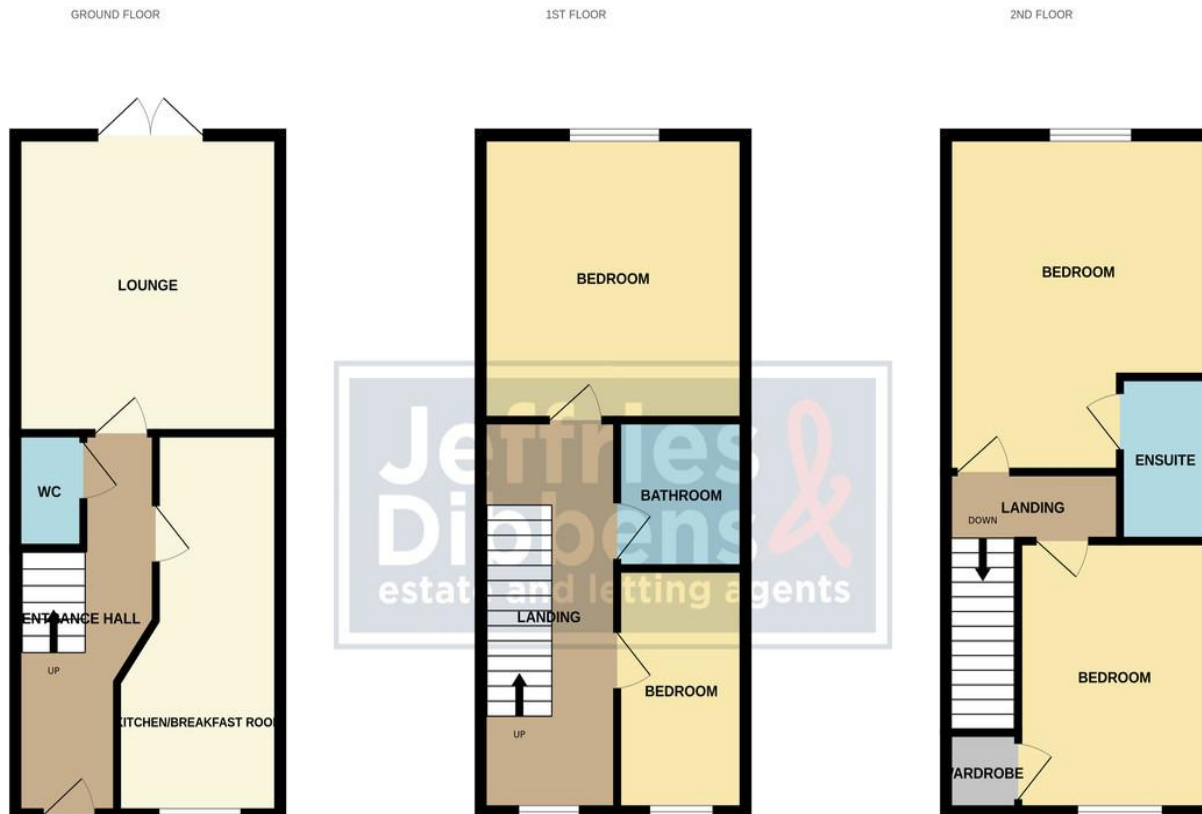 GROUND FLOOR
1ST FLOOR
2ND FLOOR
LOUNGE
WC
ENTRANCE HALL
UP
KITCHEN/BREAKFAST ROOM
BEDROOM
BATHROOM
LANDING
UP
BEDROOM
BEDROOM
ENSUITE
LANDING
DOWN
BEDROOM
WARDROBE
Jeffries &
Dibbens
estate and letting agents